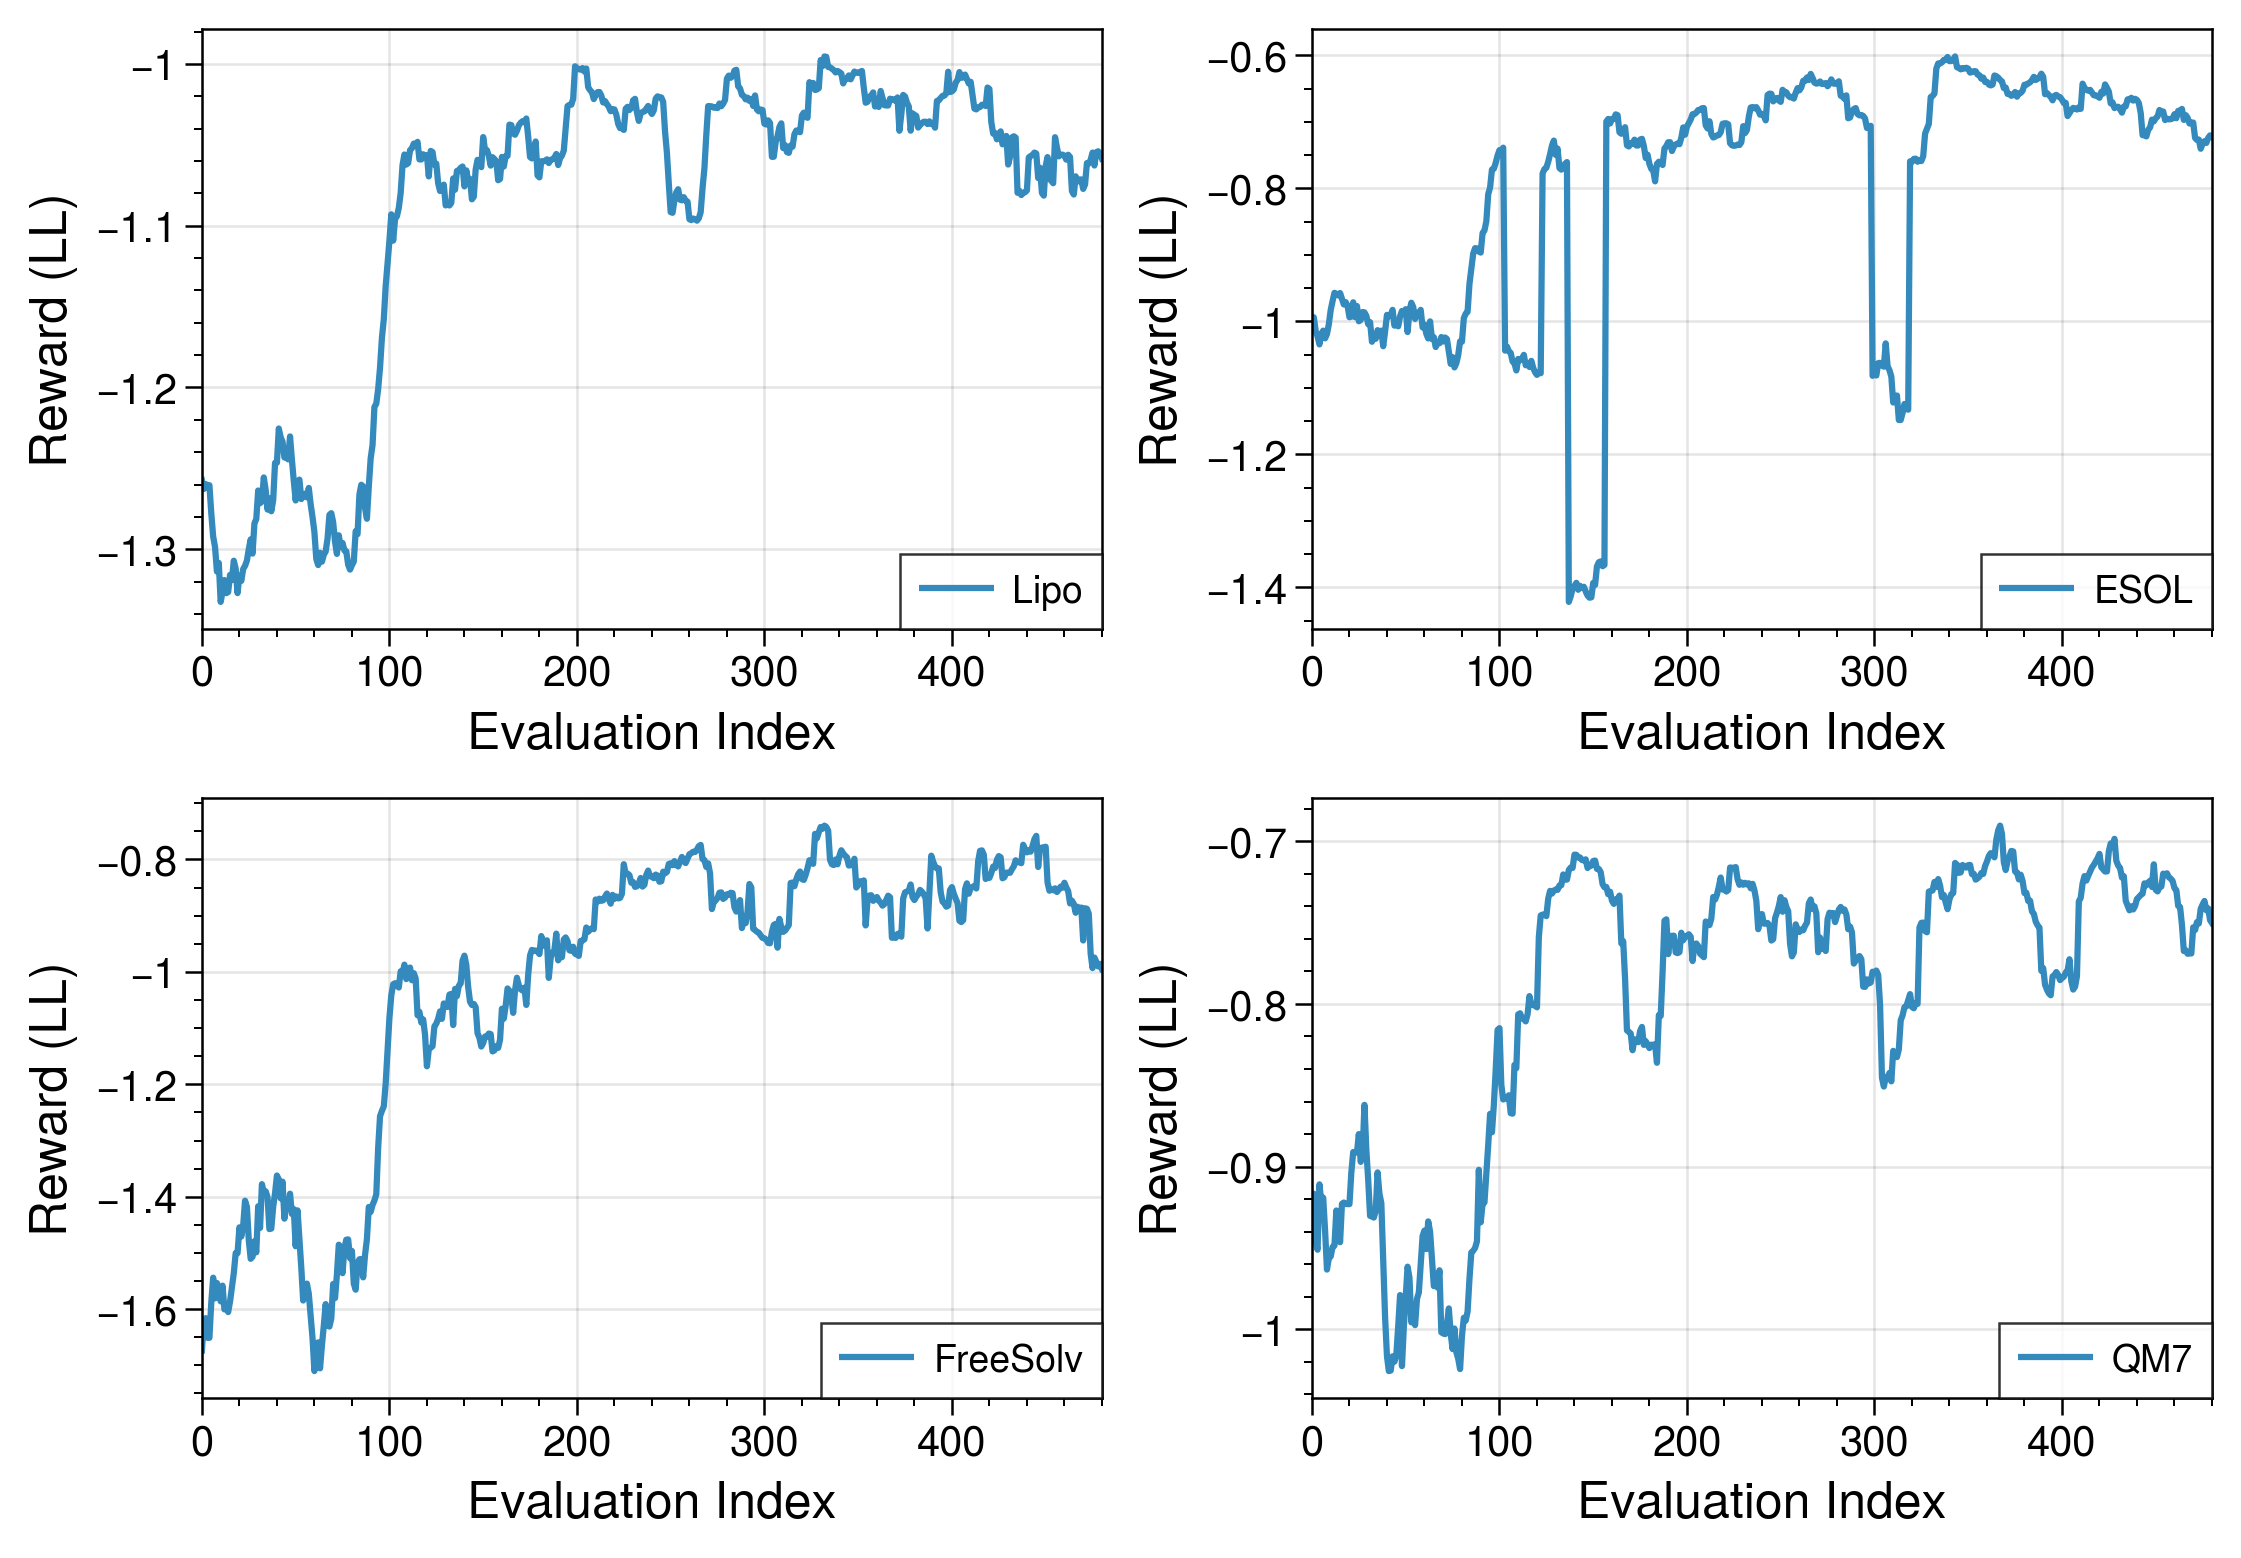 Reward (LL)
−1
−1.1
−1.2
−1.3
Lipo
0 100 200 300 400
Evaluation Index
Reward (LL)
−0.6
−0.8
−1
−1.2
−1.4
ESOL
0 100 200 300 400
Evaluation Index
Reward (LL)
−0.8
−1
−1.2
−1.4
−1.6
FreeSolv
0 100 200 300 400
Evaluation Index
Reward (LL)
−0.7
−0.8
−0.9
−1
QM7
0 100 200 300 400
Evaluation Index